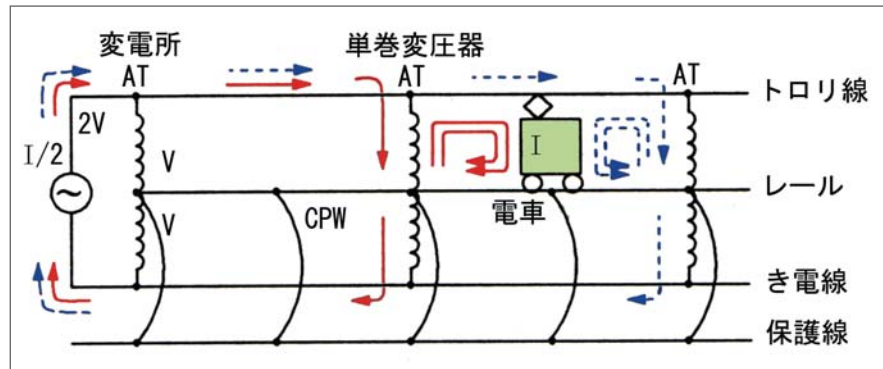 変電所
単巻変圧器
AT
AT
AT
トロリ線
2V
I/2
V
I
レール
V
CPW
電車
き電線
保護線